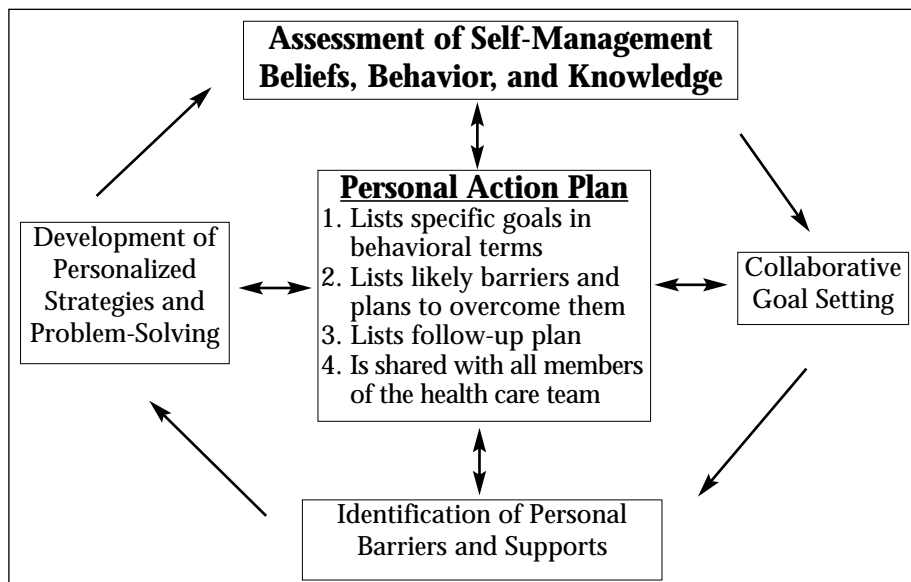 Assessment of Self-Management
Beliefs, Behavior, and Knowledge
Personal Action Plan
1. Lists specific goals in
behavioral terms
2. Lists likely barriers and
plans to overcome them
3. Lists follow-up plan
4. Is shared with all members
of the health care team
Development of
Personalized
Strategies and
Problem-Solving
Collaborative
Goal Setting
Identification of Personal
Barriers and Supports